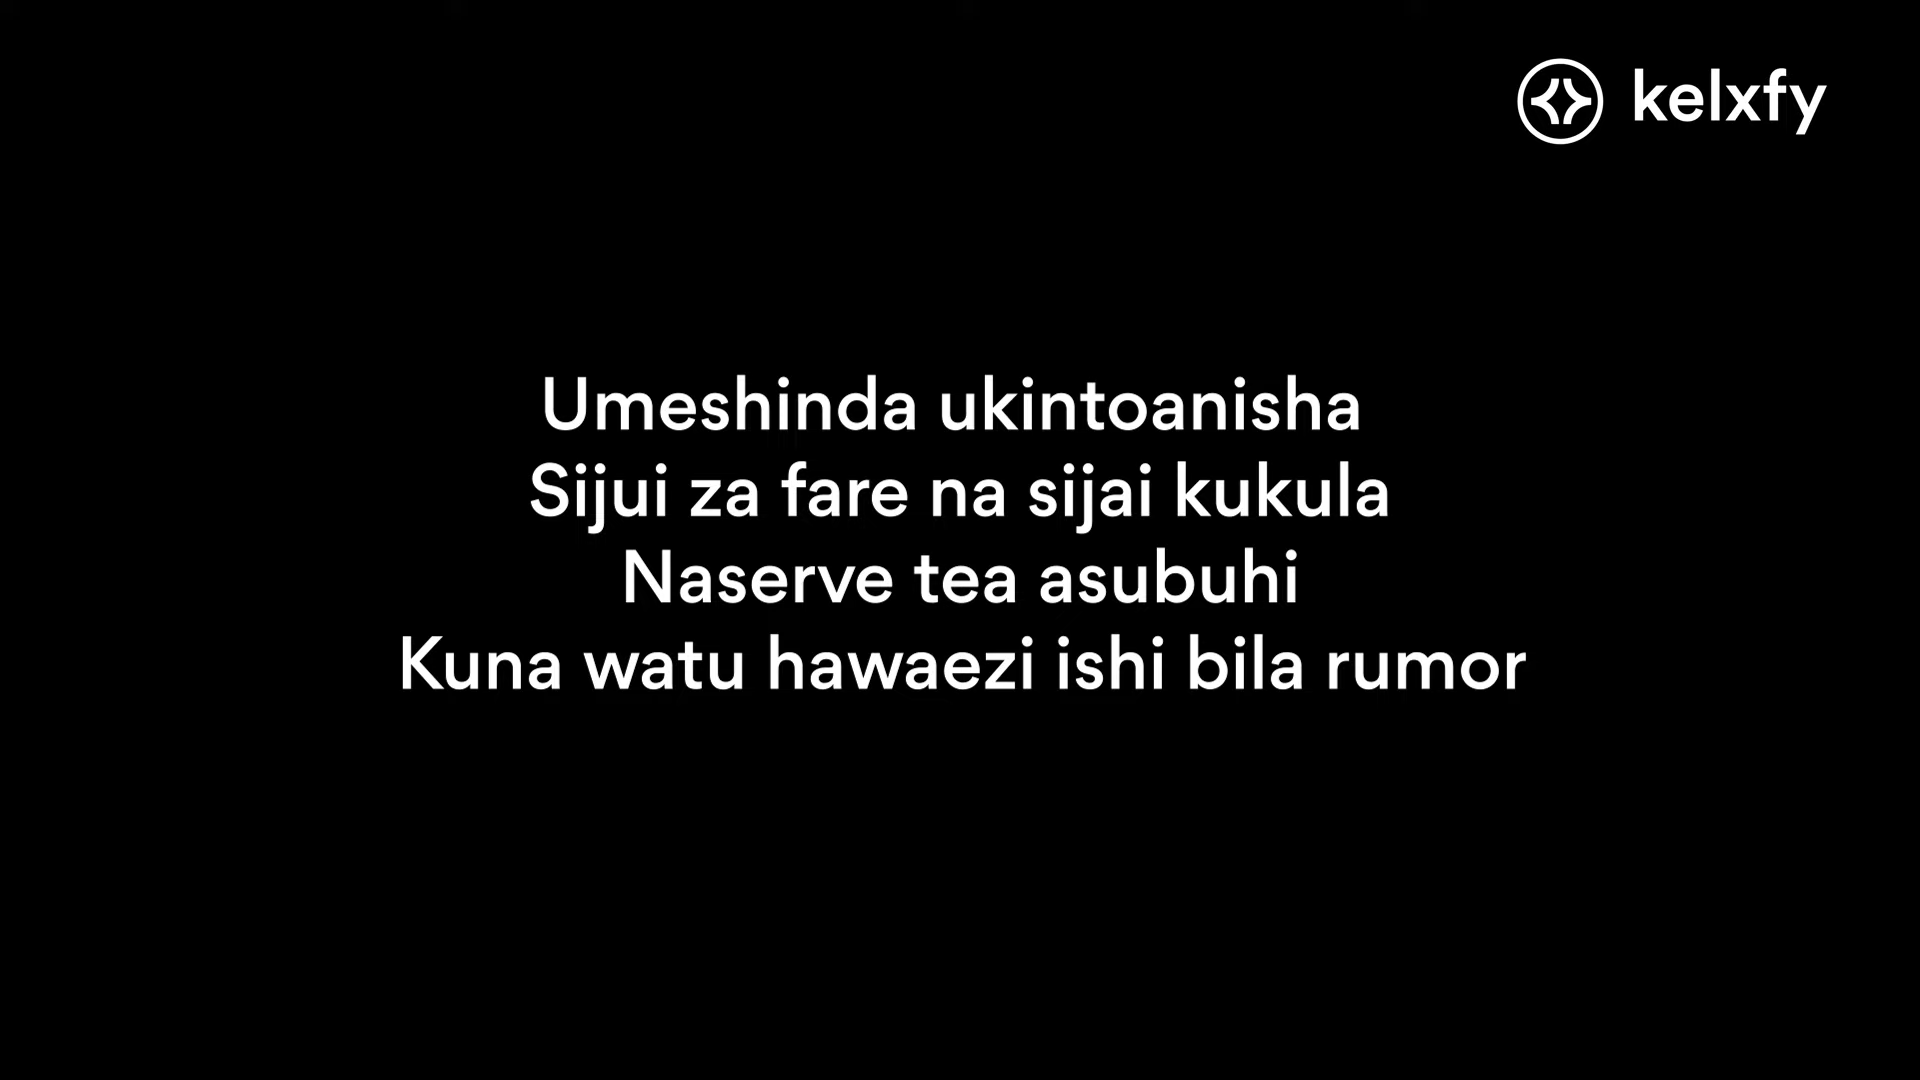 kelxfy
Umeshinda ukintoanisha
Sijui za fare na sijai kukula
Naserve tea asubuhi
Kuna watu hawaezi ishi bila rumor